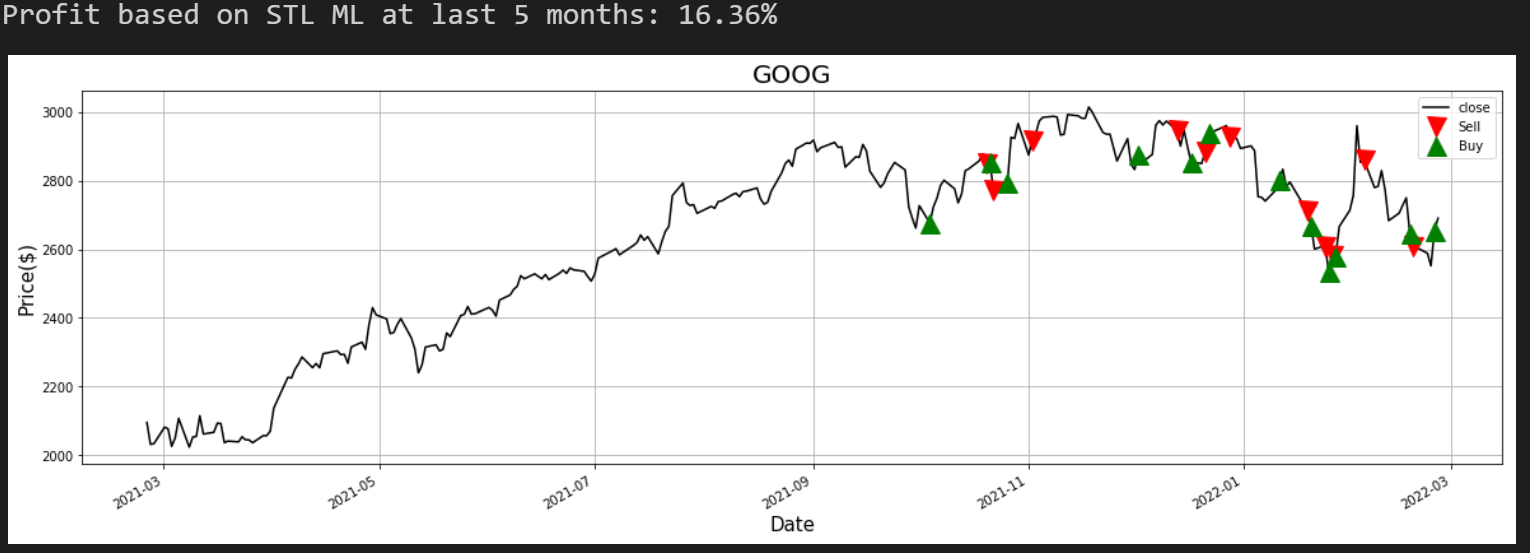 Profit based on STL ML at last 5 months: 16.36%
GOOG
close
Sell
Buy
3000
2800
2600
2400
2200
2000
Price($)
2021-03
2021-05
2021-07
2021-09
2021-11
2022-01
2022-03
Date